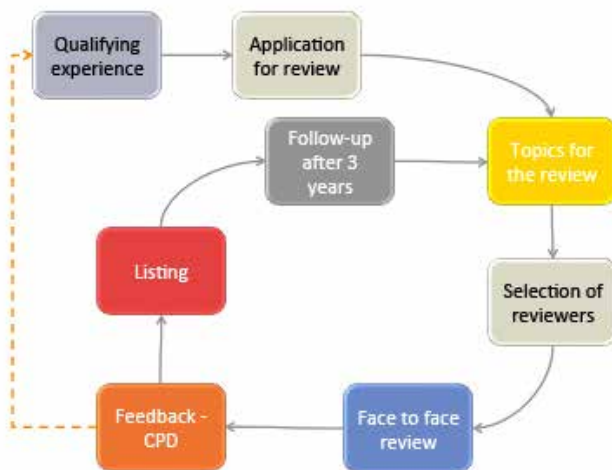 Qualifying
experience
Application
for review
Follow-up
after 3
years
Topics for
the review
Listing
Selection of
reviewers
Feedback -
CPD
Face to face
review